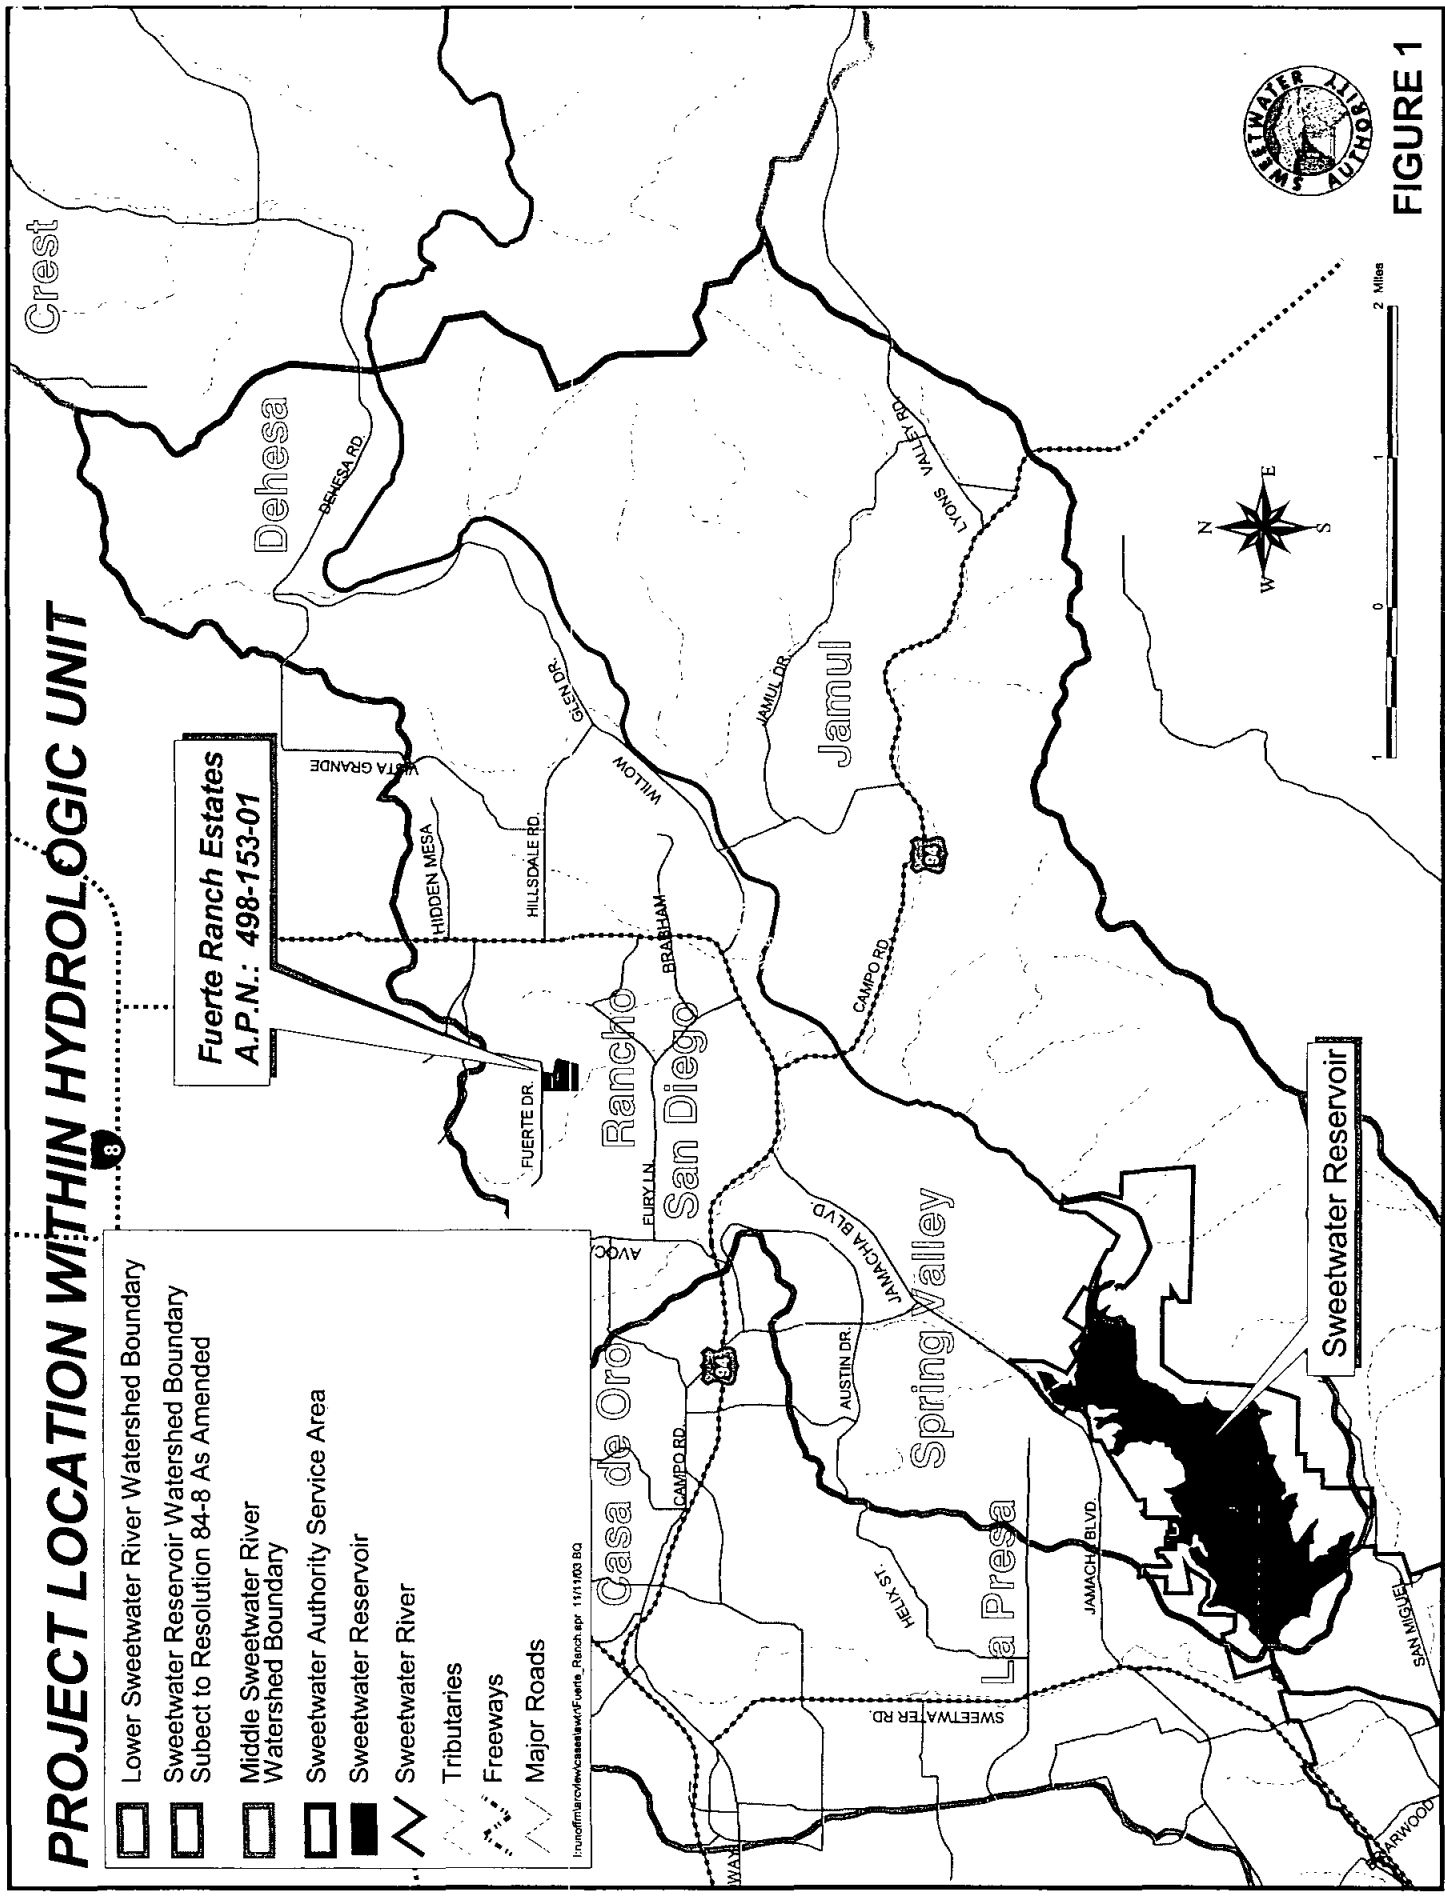 PROJECT LOCATION WITHIN HYDROLOGIC UNIT
Lower Sweetwater River Watershed Boundary
Sweetwater Reservoir Watershed Boundary
Subect to Resolution 84-8 As Amended
Middle Sweetwater River
Watershed Boundary
Sweetwater Authority Service Area
Sweetwater Reservoir
Sweetwater River
Tributaries
Freeways
Major Roads
8
Fuerte Ranch Estates
A.P.N.: 498-153-01
Crest
Dehesa
DEHESA RD.
VISTA GRANDE
HIDDEN MESA
HILLSDALE RD.
GLEN DR.
WILLOW
BRABHAM
FUERTE DR.
Rancho
San Diego
FURY LN.
AVOCA
Casa de Oro
CAMPO RD.
94
JAMACHA BLVD.
AUSTIN DR.
Spring Valley
HELIX ST.
La Presa
JAMACHA BLVD.
SWEETWATER RD.
WAY
BRIARWOOD
SAN MIGUEL
Sweetwater Reservoir
CAMPO RD.
94
Jamul
JAMUL DR.
LYONS VALLEY RD.
N
E
S
W
1 0 1 2 Miles
SWEETWATER AUTHORITY
FIGURE 1